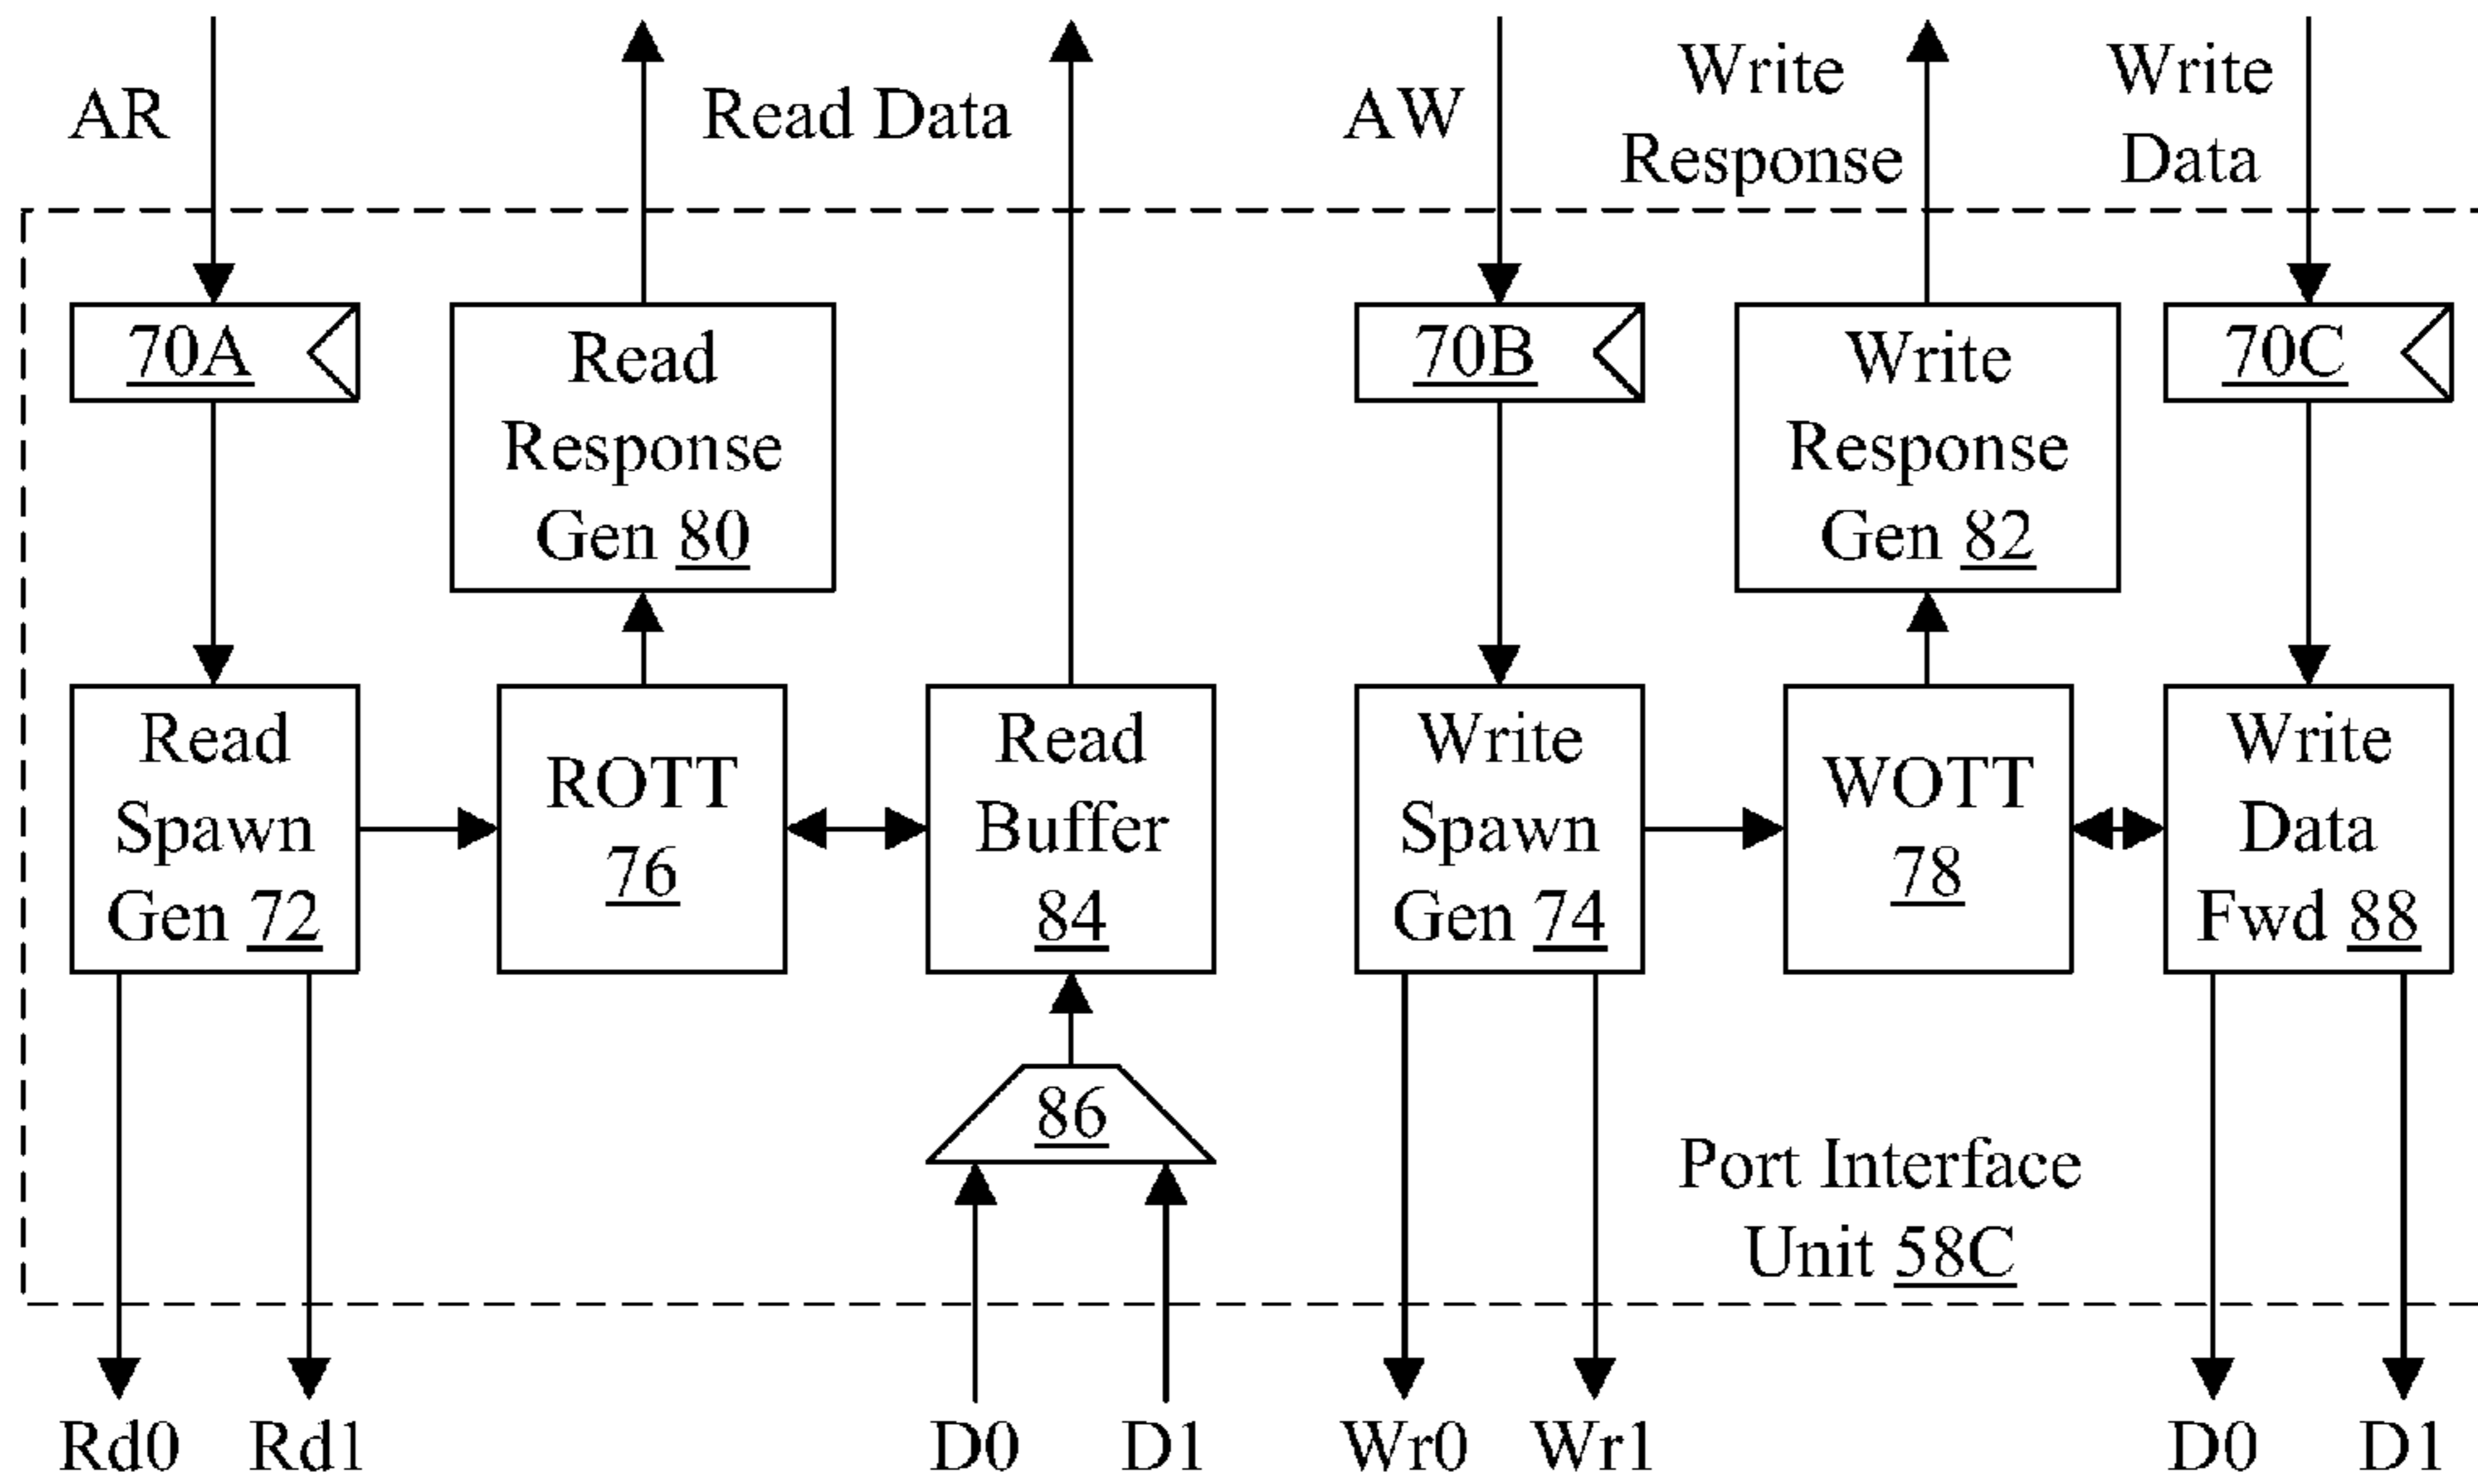 AR
Read Data
AW
Write
Response
Write
Data
70A
Read
Response
Gen 80
70B
Write
Response
Gen 82
70C
Read
Spawn
Gen 72
ROTT
76
Read
Buffer
84
Write
Spawn
Gen 74
WOTT
78
Write
Data
Fwd 88
86
Port Interface
Unit 58C
Rd0
Rd1
D0
D1
Wr0
Wr1
D0
D1